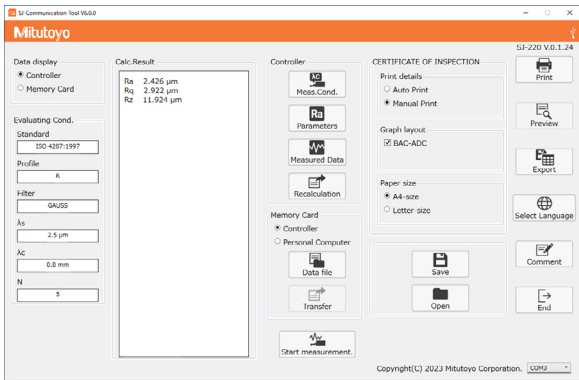 SJ-Communication-Tool V6.0.0
Mitutoyo
SJ-220 V.0.1.24
Data display
Controller
Memory Card
Evaluating Cond.
Standard
ISO 4287:1997
Profile
R
Filter
GAUSS
λs
2.5 µm
λc
0.8 mm
N
5
Calc.Result
Ra 2.426 µm
Rq 2.922 µm
Rz 11.924 µm
Controller
λC
Meas.Cond.
Ra
Parameters
Measured Data
Recalculation
Memory Card
Controller
Personal Computer
Data file
Transfer
Start measurement.
CERTIFICATE OF INSPECTION
Print details
Auto Print
Manual Print
Graph layout
BAC-ADC
Paper size
A4-size
Letter-size
Save
Open
Print
Preview
Export
Select Language
Comment
End
Copyright(C) 2023 Mitutoyo Corporation.
COM3